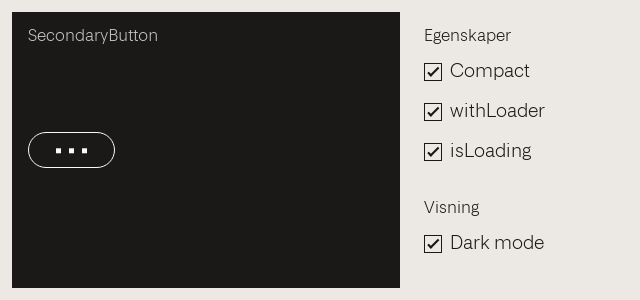 SecondaryButton
Egenskaper
Compact
withLoader
isLoading
Visning
Dark mode